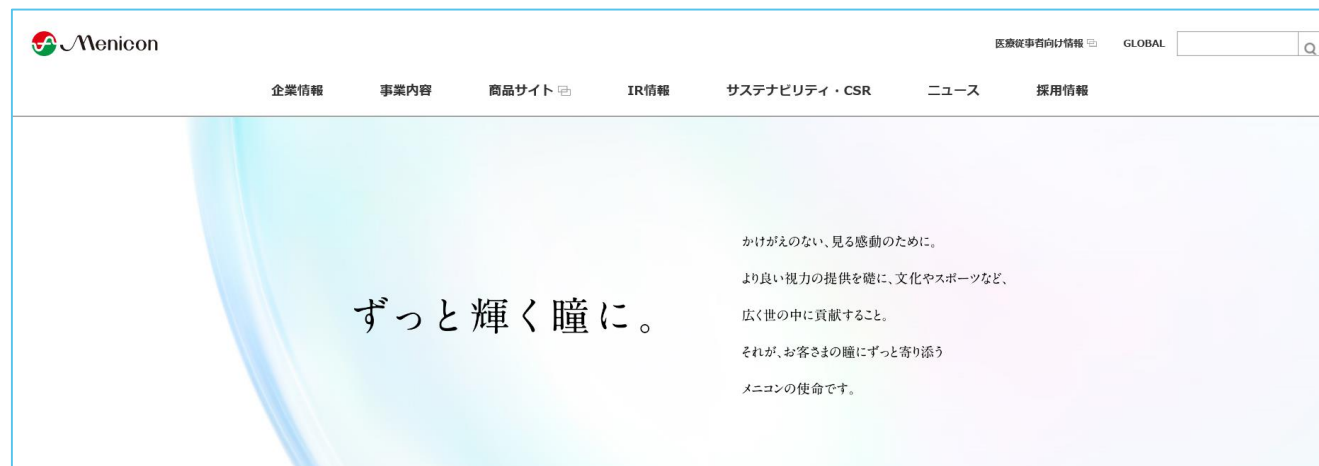 Menicon
医療従事者向け情報
GLOBAL
企業情報 事業内容 商品サイト IR情報 サステナビリティ・CSR ニュース 採用情報
ずっと輝く瞳に。
かけがえのない、見る感動のために。
より良い視力の提供を礎に、文化やスポーツなど、
広く世の中に貢献すること。
それが、お客さまの瞳にずっと寄り添う
メニコンの使命です。